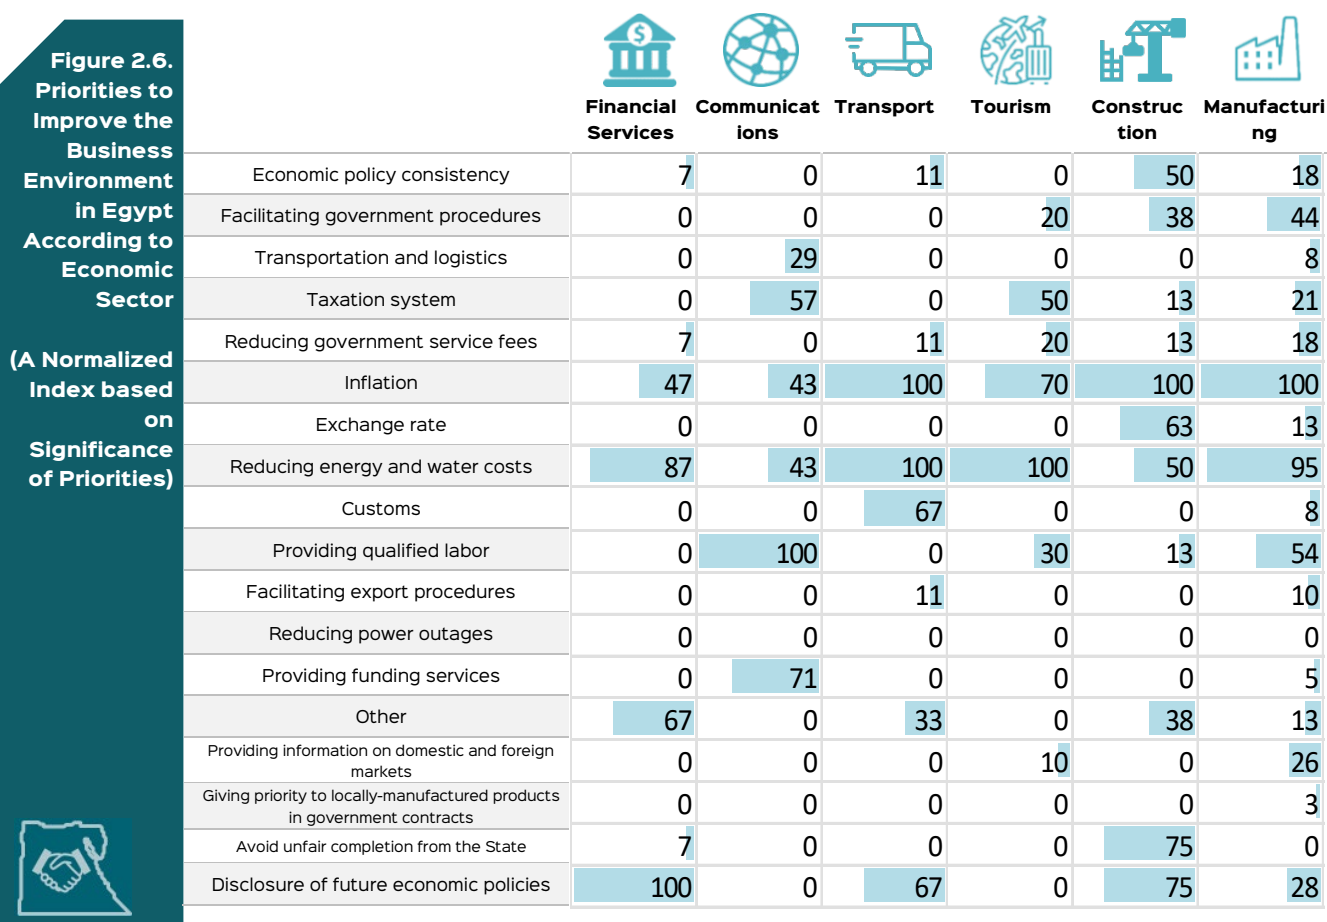 Figure 2.6.
Priorities to
Improve the
Business
Environment
in Egypt
According to
Economic
Sector
(A Normalized
Index based
on
Significance
of Priorities)
$
Financial Communicat Transport Tourism Construc Manufacturi
Services ions tion ng
Economic policy consistency 7 0 11 0 50 18
Facilitating government procedures 0 0 0 20 38 44
Transportation and logistics 0 29 0 0 0 8
Taxation system 0 57 0 50 13 21
Reducing government service fees 7 0 11 20 13 18
Inflation 47 43 100 70 100 100
Exchange rate 0 0 0 0 63 13
Reducing energy and water costs 87 43 100 100 50 95
Customs 0 0 67 0 0 8
Providing qualified labor 0 100 0 30 13 54
Facilitating export procedures 0 0 11 0 0 10
Reducing power outages 0 0 0 0 0 0
Providing funding services 0 71 0 0 0 5
Other 67 0 33 0 38 13
Providing information on domestic and foreign
markets 0 0 0 10 0 26
Giving priority to locally-manufactured products
in government contracts 0 0 0 0 0 3
Avoid unfair completion from the State 7 0 0 0 75 0
Disclosure of future economic policies 100 0 67 0 75 28